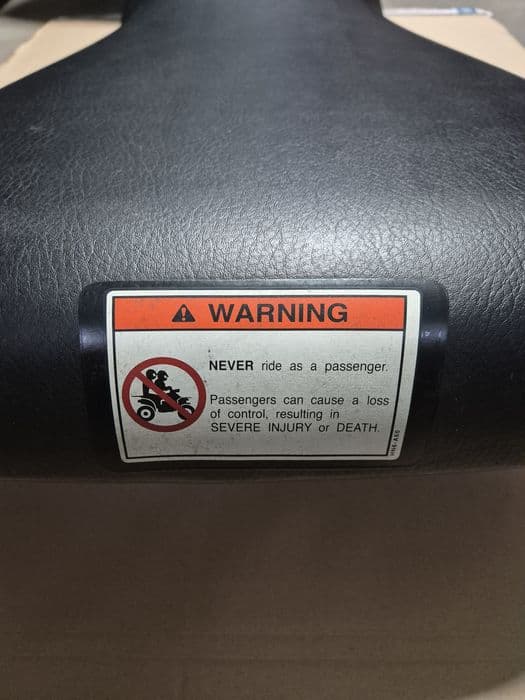 WARNING
NEVER ride as a passenger.
Passengers can cause a loss
of control, resulting in
SEVERE INJURY or DEATH.